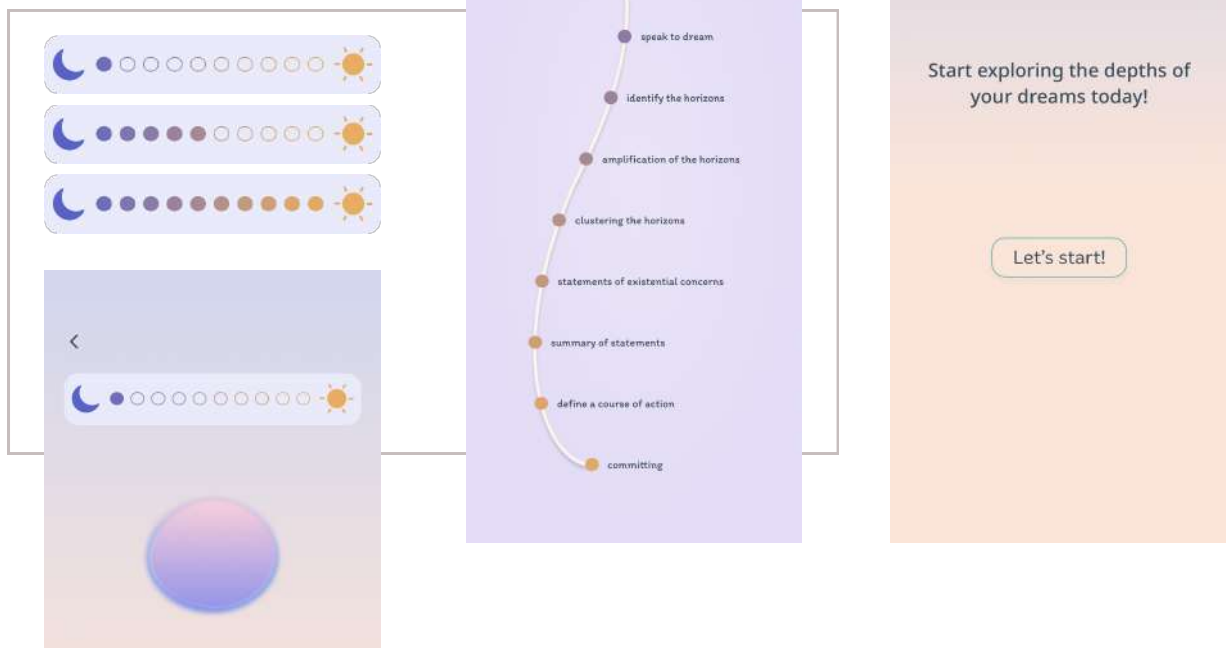 speak to dream
identify the horizons
amplification of the horizons
clustering the horizons
statements of existential concerns
summary of statements
define a course of action
committing
Start exploring the depths of
your dreams today!
Let's start!